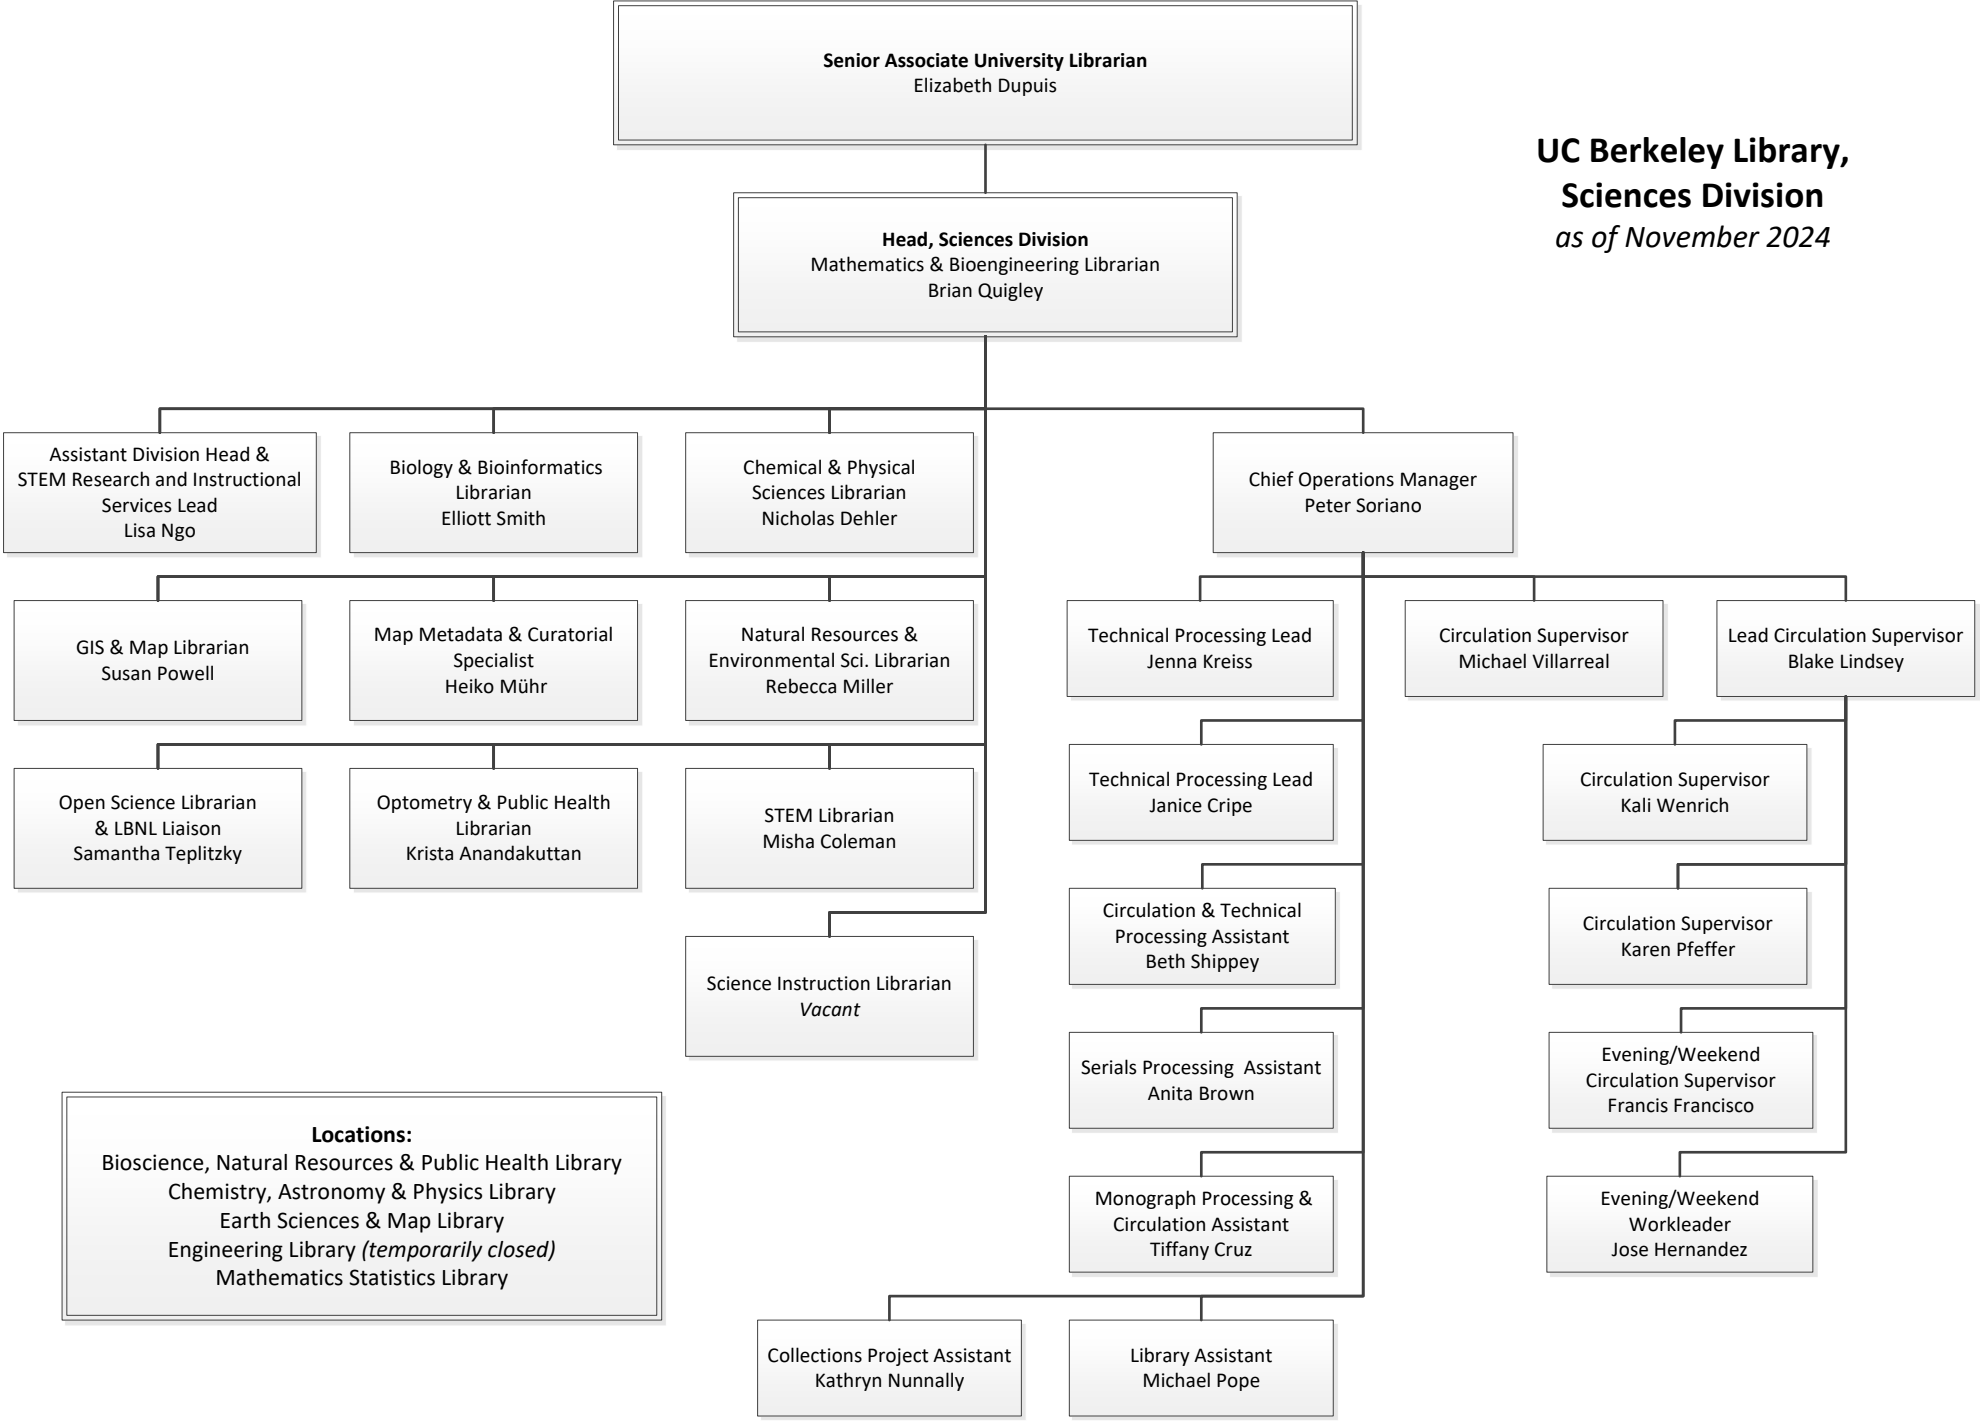 Senior Associate University Librarian
Elizabeth Dupuis
UC Berkeley Library,
Sciences Division
as of November 2024
Head, Sciences Division
Mathematics & Bioengineering Librarian
Brian Quigley
Assistant Division Head &
STEM Research and Instructional
Services Lead
Lisa Ngo
Biology & Bioinformatics
Librarian
Elliott Smith
Chemical & Physical
Sciences Librarian
Nicholas Dehler
Chief Operations Manager
Peter Soriano
GIS & Map Librarian
Susan Powell
Map Metadata & Curatorial
Specialist
Heiko Mühr
Natural Resources &
Environmental Sci. Librarian
Rebecca Miller
Technical Processing Lead
Jenna Kreiss
Circulation Supervisor
Michael Villarreal
Lead Circulation Supervisor
Blake Lindsey
Open Science Librarian
& LBNL Liaison
Samantha Teplitzky
Optometry & Public Health
Librarian
Krista Anandakuttan
STEM Librarian
Misha Coleman
Technical Processing Lead
Janice Cripe
Circulation Supervisor
Kali Wenrich
Circulation & Technical
Processing Assistant
Beth Shippey
Circulation Supervisor
Karen Pfeffer
Science Instruction Librarian
Vacant
Serials Processing  Assistant
Anita Brown
Evening/Weekend
Circulation Supervisor
Francis Francisco
Locations:
Bioscience, Natural Resources & Public Health Library
Chemistry, Astronomy & Physics Library
Earth Sciences & Map Library
Engineering Library (temporarily closed)
Mathematics Statistics Library
Monograph Processing &
Circulation Assistant
Tiffany Cruz
Evening/Weekend
Workleader
Jose Hernandez
Collections Project Assistant
Kathryn Nunnally
Library Assistant
Michael Pope